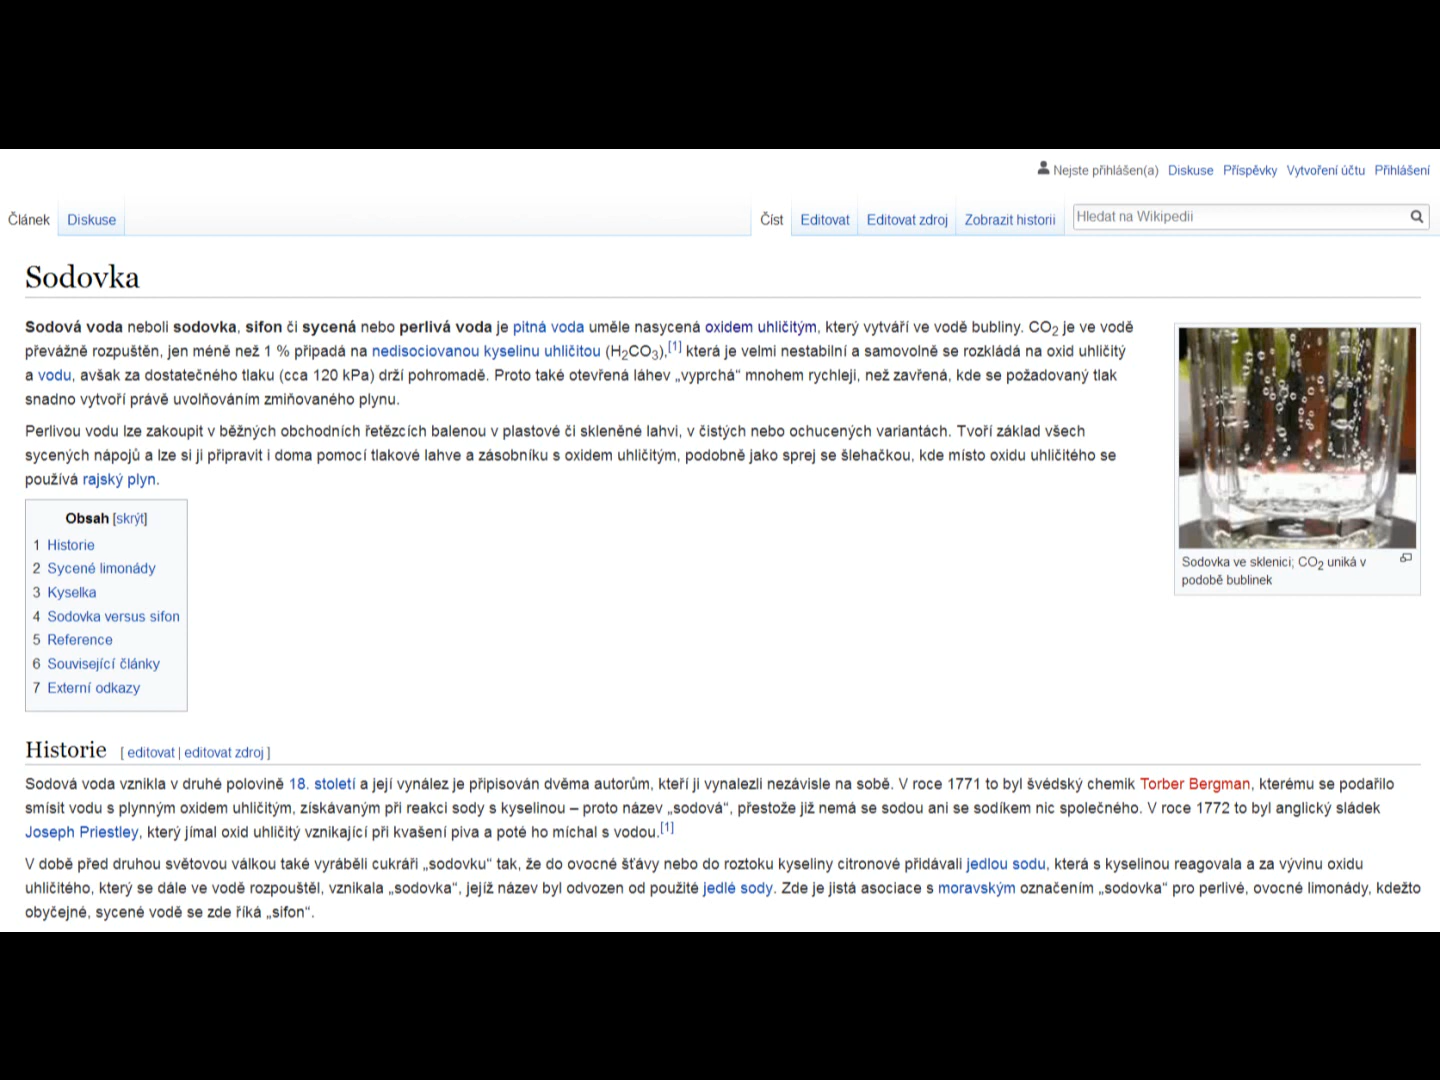 Nejste přihlášen(a) Diskuse Příspěvky Vytvoření účtu Přihlášení
Článek Diskuse Číst Editovat Editovat zdroj Zobrazit historii Hledat na Wikipedii
Sodovka
Sodová voda neboli sodovka, sifon či sycená nebo perlivá voda je pitná voda uměle nasycená oxidem uhličitým, který vytváří ve vodě bubliny. CO2 je ve vodě
převážně rozpuštěn, jen méně než 1 % připadá na nedisociovanou kyselinu uhličitou (H2CO3),[1] která je velmi nestabilní a samovolně se rozkládá na oxid uhličitý
a vodu, avšak za dostatečného tlaku (cca 120 kPa) drží pohromadě. Proto také otevřená láhev „vyprchá“ mnohem rychleji, než zavřená, kde se požadovaný tlak
snadno vytvoří právě uvolňováním zmiňovaného plynu.
Perlivou vodu lze zakoupit v běžných obchodních řetězcích balenou v plastové či skleněné lahvi, v čistých nebo ochucených variantách. Tvoří základ všech
sycených nápojů a lze si ji připravit i doma pomocí tlakové lahve a zásobníku s oxidem uhličitým, podobně jako sprej se šlehačkou, kde místo oxidu uhličitého se
používá rajský plyn.
Sodovka ve sklenici; CO2 uniká v
podobě bublinek
Obsah [skrýt]
1 Historie
2 Sycené limonády
3 Kyselka
4 Sodovka versus sifon
5 Reference
6 Související články
7 Externí odkazy
Historie [ editovat | editovat zdroj ]
Sodová voda vznikla v druhé polovině 18. století a její vynález je připisován dvěma autorům, kteří ji vynalezli nezávisle na sobě. V roce 1771 to byl švédský chemik Torber Bergman, kterému se podařilo
smísit vodu s plynným oxidem uhličitým, získávaným při reakci sody s kyselinou – proto název „sodová“, přestože již nemá se sodou ani se sodíkem nic společného. V roce 1772 to byl anglický sládek
Joseph Priestley, který jímal oxid uhličitý vznikající při kvašení piva a poté ho míchal s vodou.[1]
V době před druhou světovou válkou také vyráběli cukráři „sodovku“ tak, že do ovocné šťávy nebo do roztoku kyseliny citronové přidávali jedlou sodu, která s kyselinou reagovala a za vývinu oxidu
uhličitého, který se dále ve vodě rozpouštěl, vznikala „sodovka“, jejíž název byl odvozen od použité jedlé sody. Zde je jistá asociace s moravským označením „sodovka“ pro perlivé, ovocné limonády, kdežto
obyčejné, sycené vodě se zde říká „sifon“.